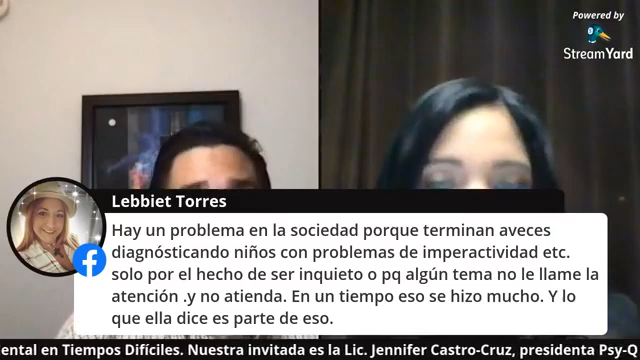 Powered by
StreamYard
Lebbiet Torres
Hay un problema en la sociedad porque terminan aveces
diagnósticando niños con problemas de imperactividad etc.
solo por el hecho de ser inquieto o pq algún tema no le llame la
atención .y no atienda. En un tiempo eso se hizo mucho. Y lo
que ella dice es parte de eso.
ental en Tiempos Difíciles. Nuestra invitada es la Lic. Jennifer Castro-Cruz, presidenta Psy-